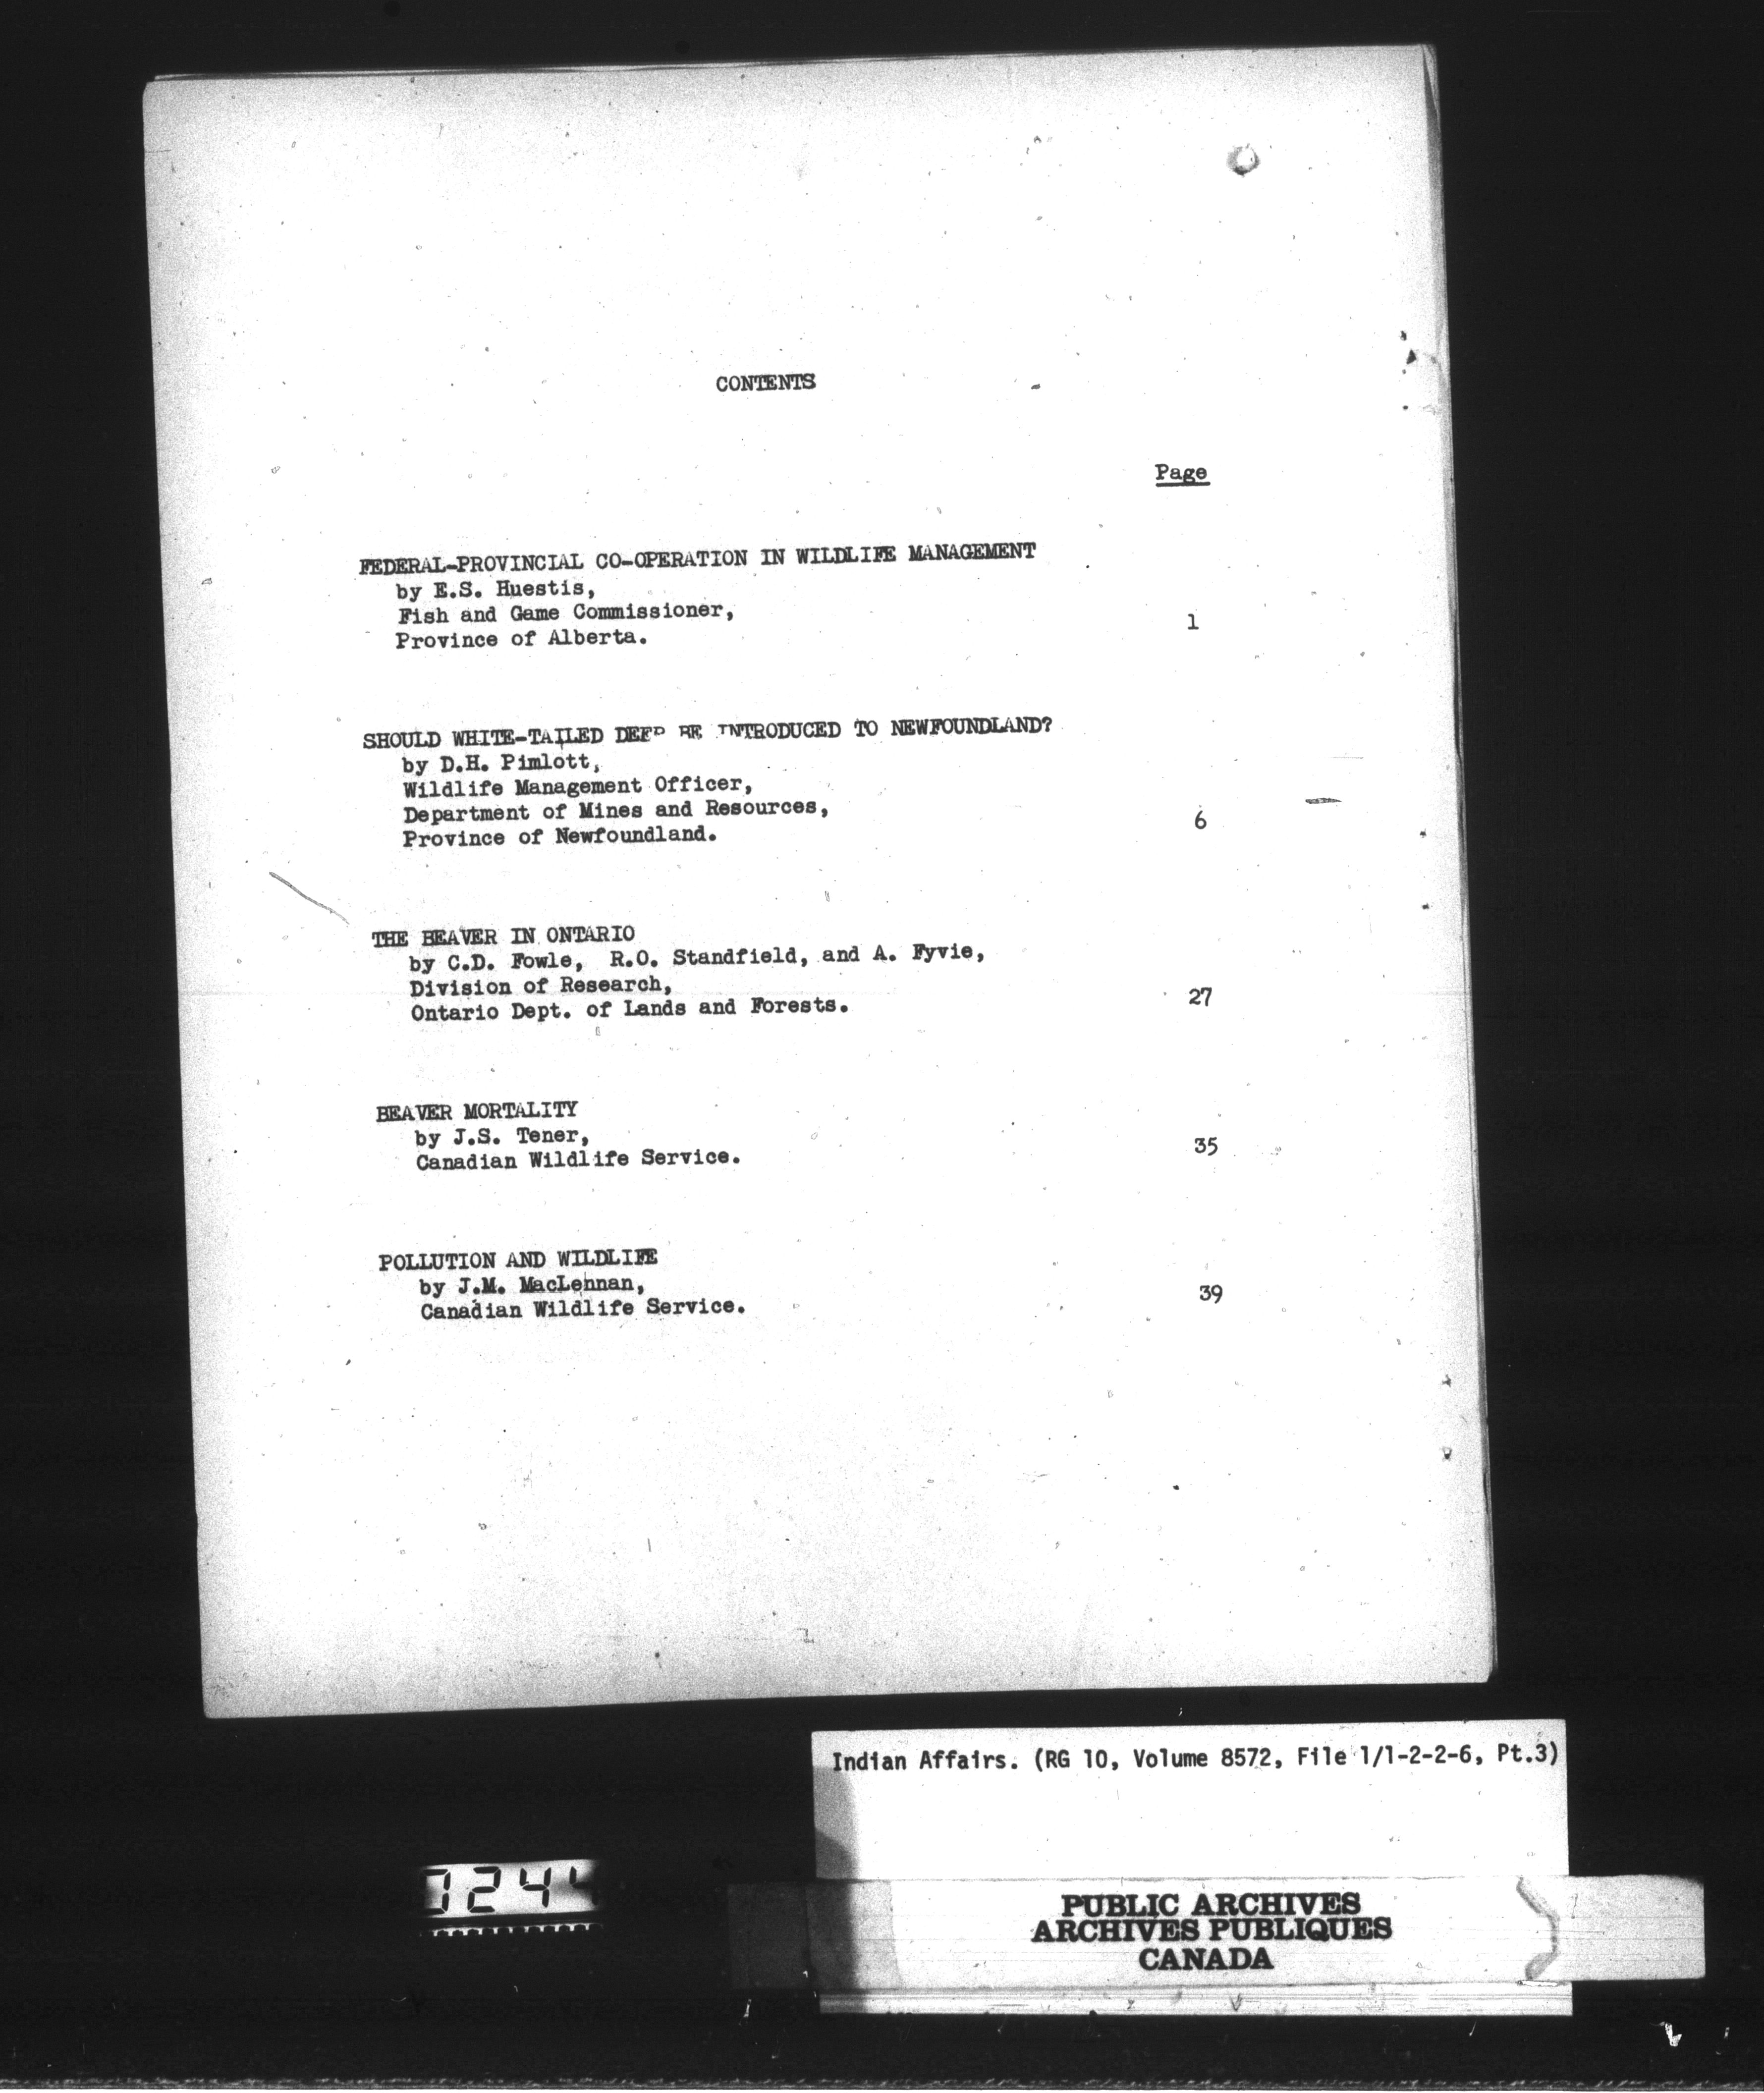 CONTENTS
Page
FEDERAL-PROVINCIAL CO-OPERATION IN WILDLIFE MANAGEMENT
by E.S. Huestis,
Fish and Game Commissioner,
Province of Alberta. 1
SHOULD WHITE-TAILED DEER BE INTRODUCED TO NEWFOUNDLAND?
by D.H. Pimlott,
Wildlife Management Officer,
Department of Mines and Resources,
Province of Newfoundland. 6
THE BEAVER IN ONTARIO
by C.D. Fowle, R.O. Standfield, and A. Fyvie,
Division of Research,
Ontario Dept. of Lands and Forests. 27
BEAVER MORTALITY
by J.S. Tener,
Canadian Wildlife Service. 35
POLLUTION AND WILDLIFE
by J.M. MacLennan,
Canadian Wildlife Service. 39
Indian Affairs. (RG 10, Volume 8572, File 1/1-2-2-6, Pt.3)
PUBLIC ARCHIVES
ARCHIVES PUBLIQUES
CANADA